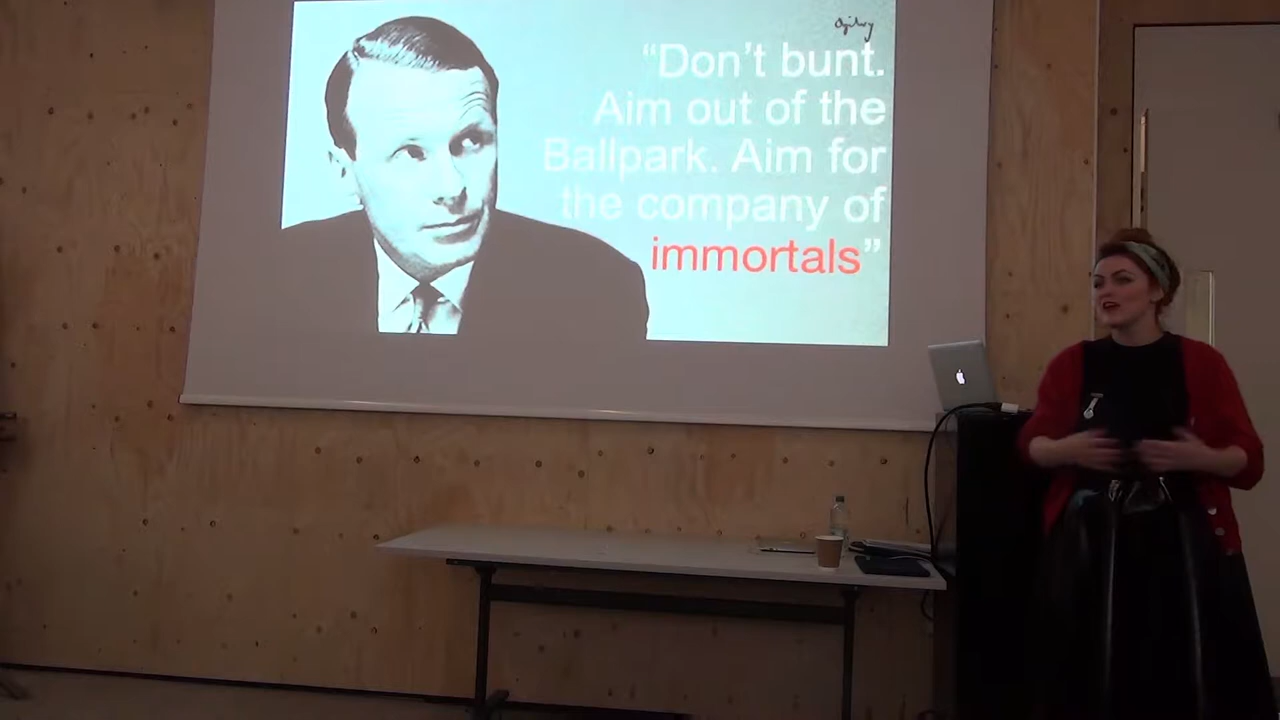 Ogilvy
“Don’t bunt.
Aim out of the
Ballpark. Aim for
the company of
immortals”